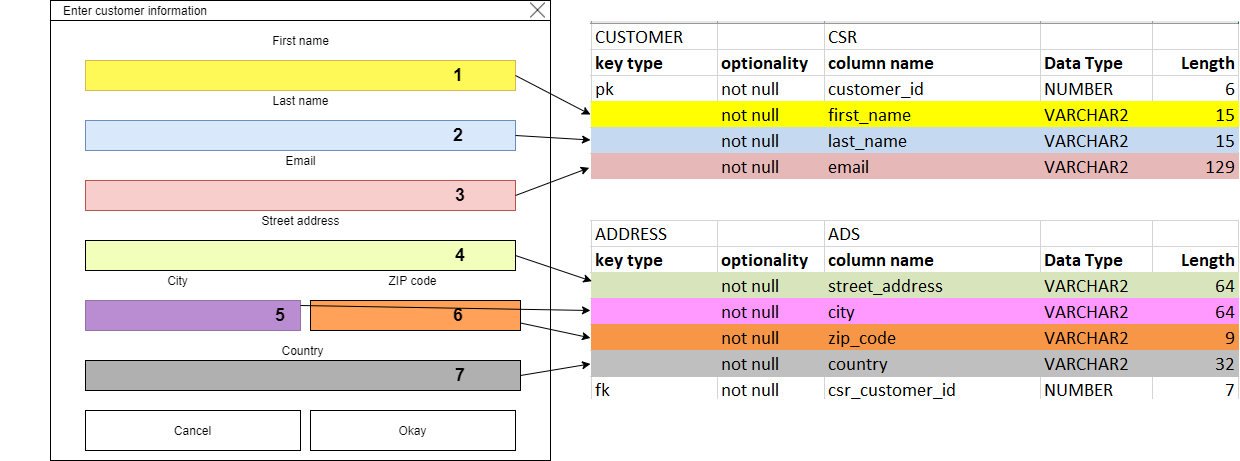 Enter customer information
First name
1
Last name
2
Email
3
Street address
4
City ZIP code
5 6
Country
7
Cancel Okay
CUSTOMER CSR
key type optionality column name Data Type Length
pk not null customer_id NUMBER 6
not null first_name VARCHAR2 15
not null last_name VARCHAR2 15
not null email VARCHAR2 129
ADDRESS ADS
key type optionality column name Data Type Length
not null street_address VARCHAR2 64
not null city VARCHAR2 64
not null zip_code VARCHAR2 9
not null country VARCHAR2 32
fk not null csr_customer_id NUMBER 7